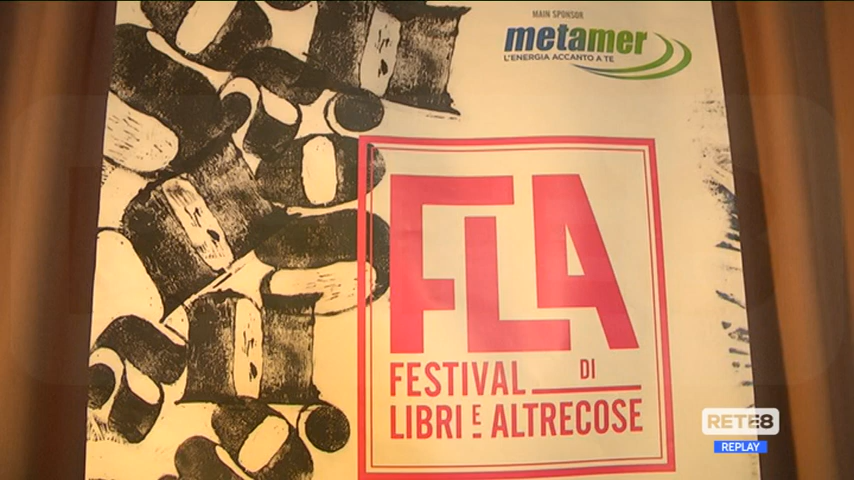 MAIN SPONSOR
metamer
L'ENERGIA ACCANTO A TE
FLA
FESTIVAL DI
LIBRI E ALTRECOSE
RETE8
REPLAY